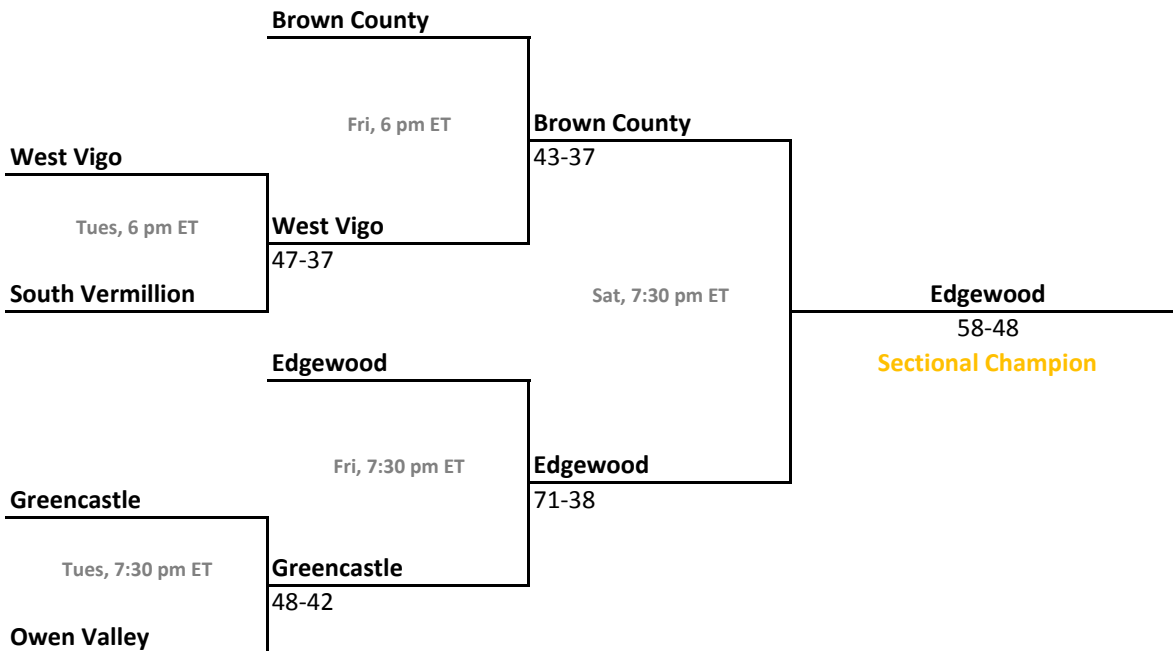 Brown County
Fri, 6 pm ET
Brown County
43-37
West Vigo
Tues, 6 pm ET
West Vigo
47-37
South Vermillion
Sat, 7:30 pm ET
Edgewood
58-48
Sectional Champion
Edgewood
Fri, 7:30 pm ET
Edgewood
71-38
Greencastle
Tues, 7:30 pm ET
Greencastle
48-42
Owen Valley